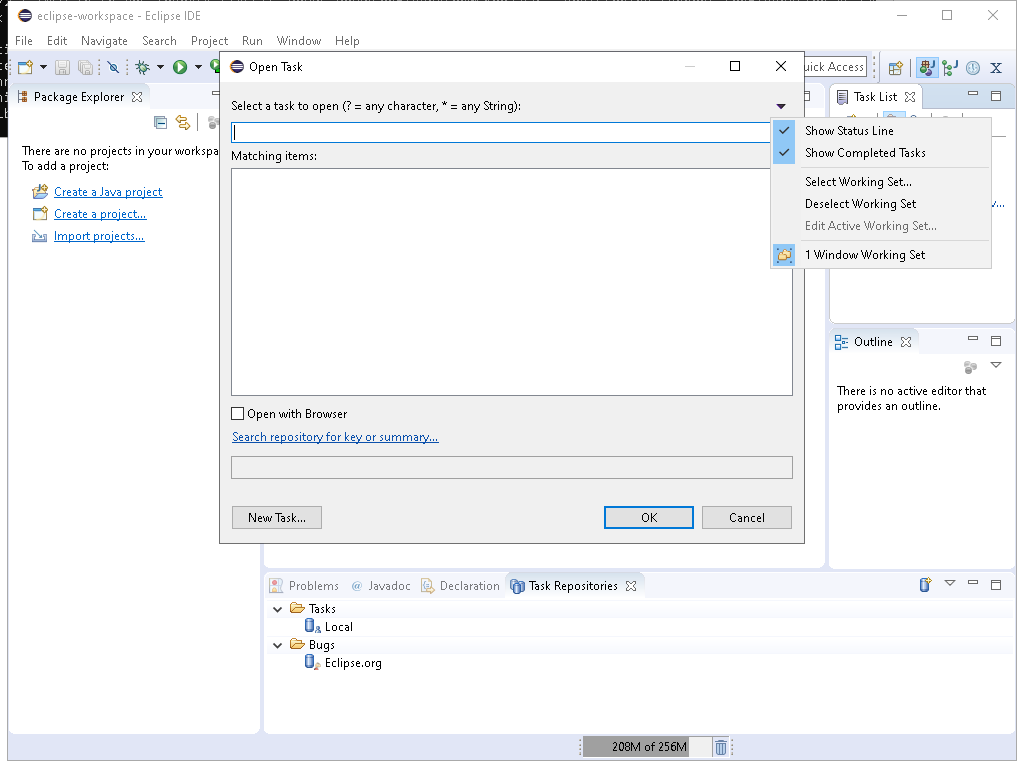 eclipse-workspace - Eclipse IDE
File Edit Navigate Search Project Run Window Help
Open Task
uick Access
Package Explorer
Task List
Select a task to open (? = any character, * = any String):
Show Status Line
There are no projects in your workspa
Matching items:
Show Completed Tasks
To add a project:
Select Working Set...
Create a Java project
Deselect Working Set
Create a project...
Edit Active Working Set...
Import projects...
1 Window Working Set
Outline
There is no active editor that
provides an outline.
Open with Browser
Search repository for key or summary...
New Task...
OK
Cancel
Problems
@ Javadoc
Declaration
Task Repositories
Tasks
Local
Bugs
Eclipse.org
208M of 256M